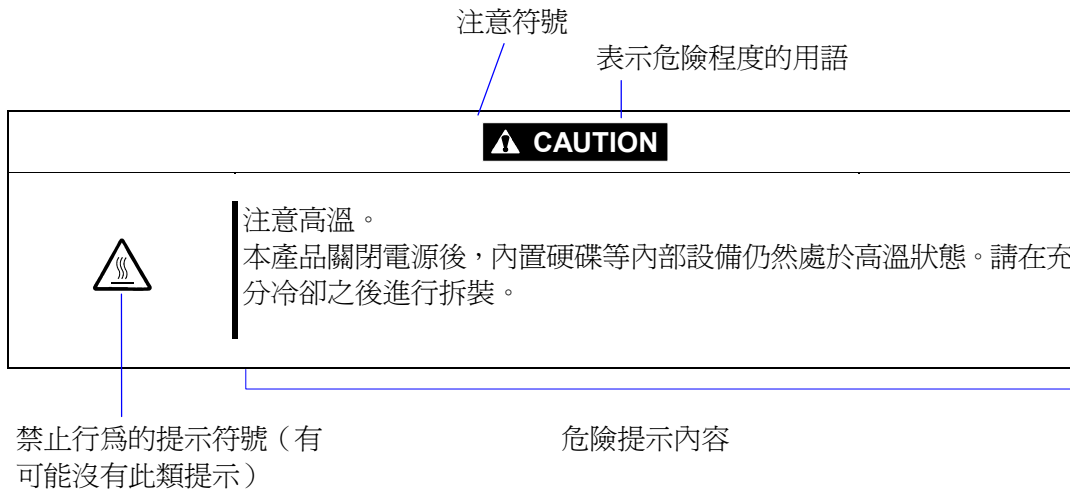 注意符號
表示危險程度的用語
CAUTION
注意高溫。
本產品關閉電源後，內置硬碟等內部設備仍然處於高溫狀態。請在充
分冷卻之後進行拆裝。
禁止行爲的提示符號（有
可能沒有此類提示）
危險提示內容